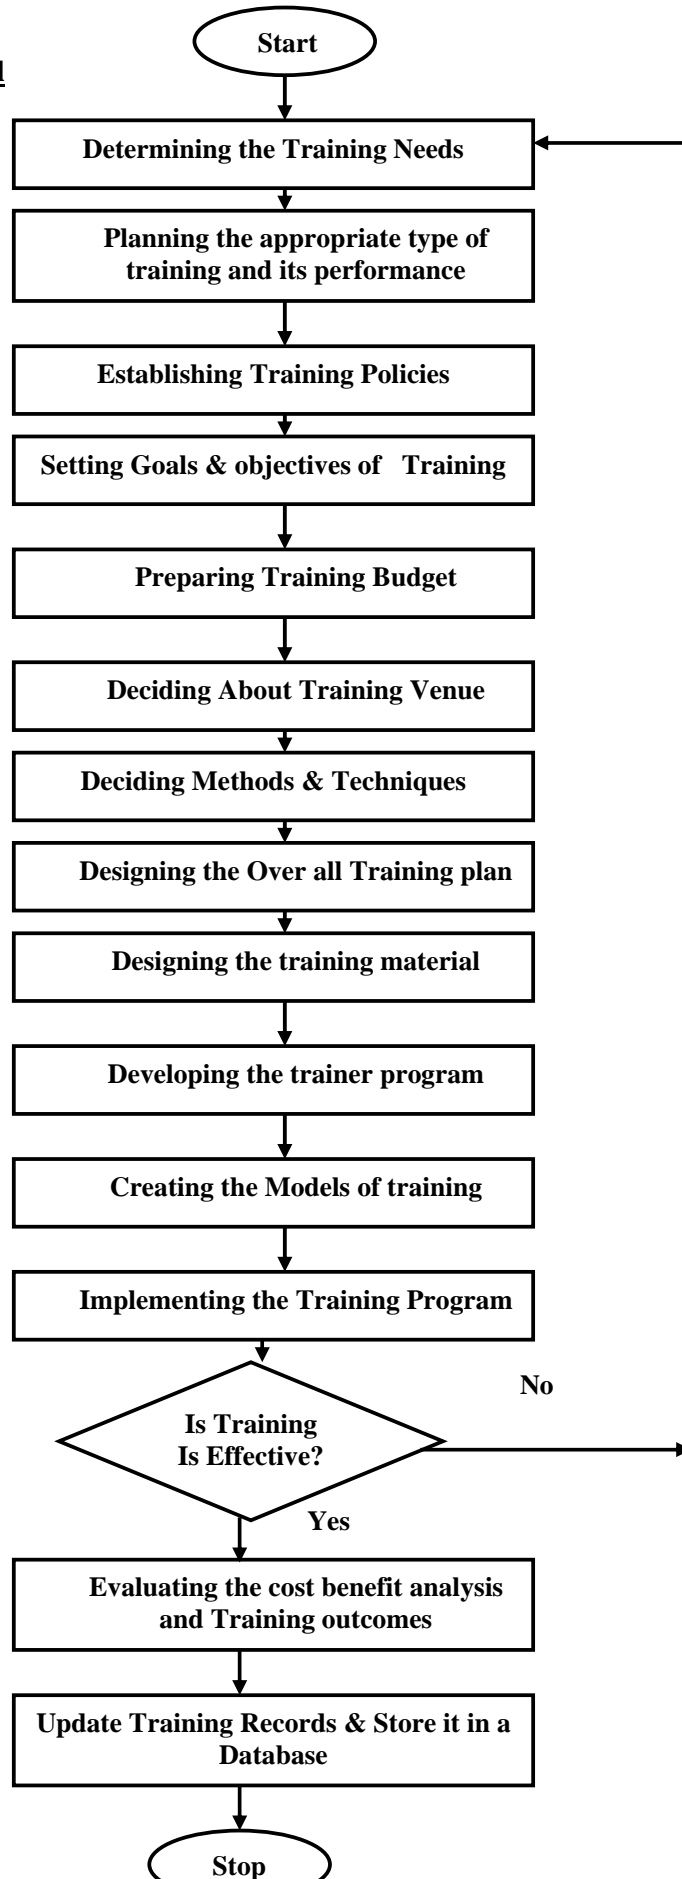 Start
Determining the Training Needs
Planning the appropriate type of
training and its performance
Establishing Training Policies
Setting Goals & objectives of Training
Preparing Training Budget
Deciding About Training Venue
Deciding Methods & Techniques
Designing the Over all Training plan
Designing the training material
Developing the trainer program
Creating the Models of training
Implementing the Training Program
No
Is Training
Is Effective?
Yes
Evaluating the cost benefit analysis
and Training outcomes
Update Training Records & Store it in a
Database
Stop